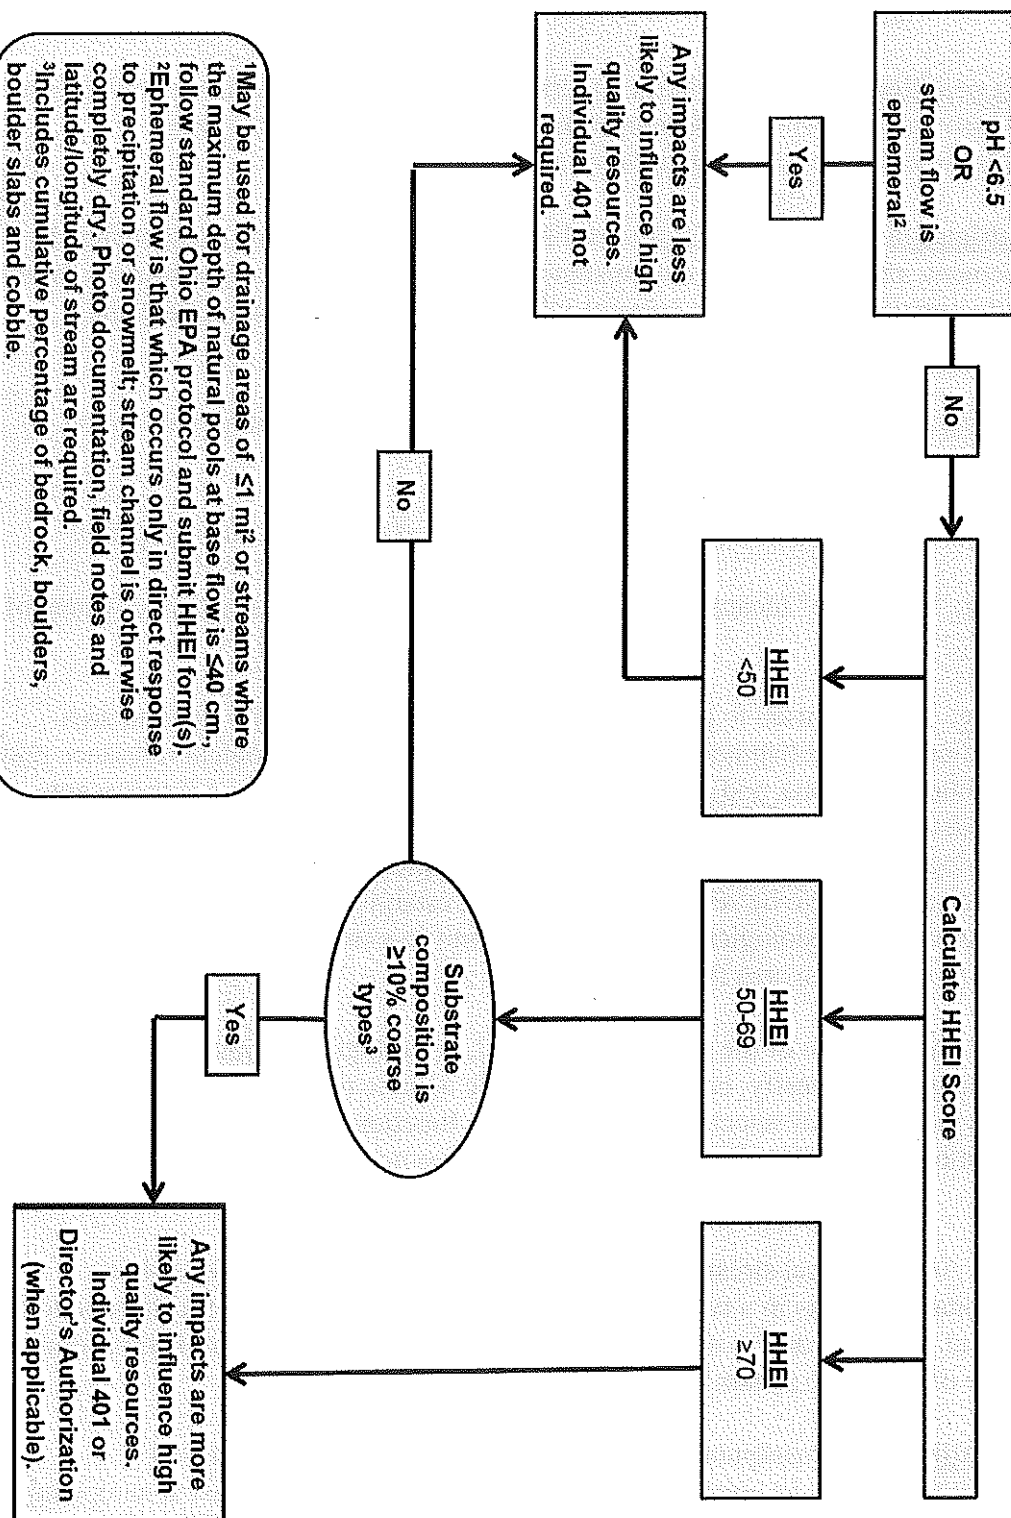 pH <6.5
OR
stream flow is
ephemeral²
No
Calculate HHEI Score
Yes
HHEI
<50
HHEI
50-69
HHEI
≥70
Any impacts are less
likely to influence high
quality resources.
Individual 401 not
required.
No
Substrate
composition is
≥10% coarse
types³
Yes
Any impacts are more
likely to influence high
quality resources.
Individual 401 or
Director's Authorization
(when applicable).
¹May be used for drainage areas of ≤1 mi² or streams where
the maximum depth of natural pools at base flow is ≤40 cm.,
follow standard Ohio EPA protocol and submit HHEI form(s).
²Ephemeral flow is that which occurs only in direct response
to precipitation or snowmelt; stream channel is otherwise
completely dry. Photo documentation, field notes and
latitude/longitude of stream are required.
³Includes cumulative percentage of bedrock, boulders,
boulder slabs and cobble.